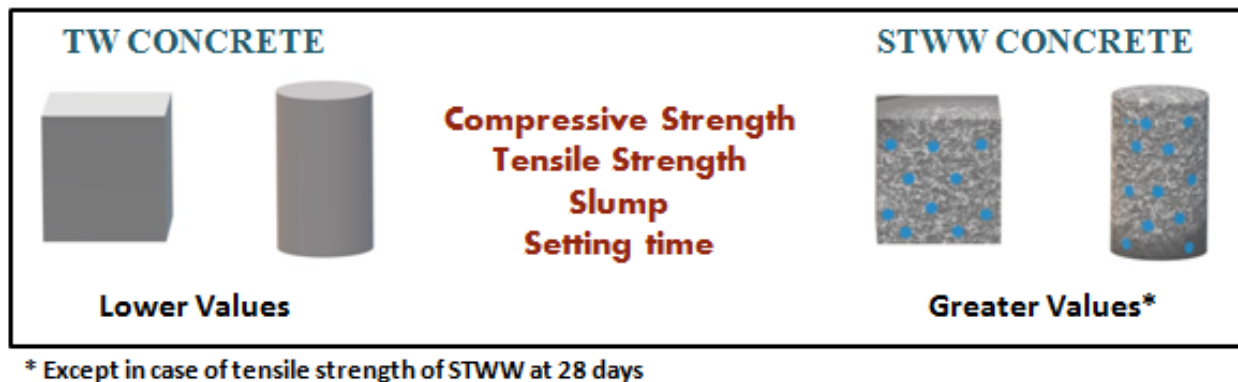 TW CONCRETE
STWW CONCRETE
Compressive Strength
Tensile Strength
Slump
Setting time
Lower Values
Greater Values*
* Except in case of tensile strength of STWW at 28 days